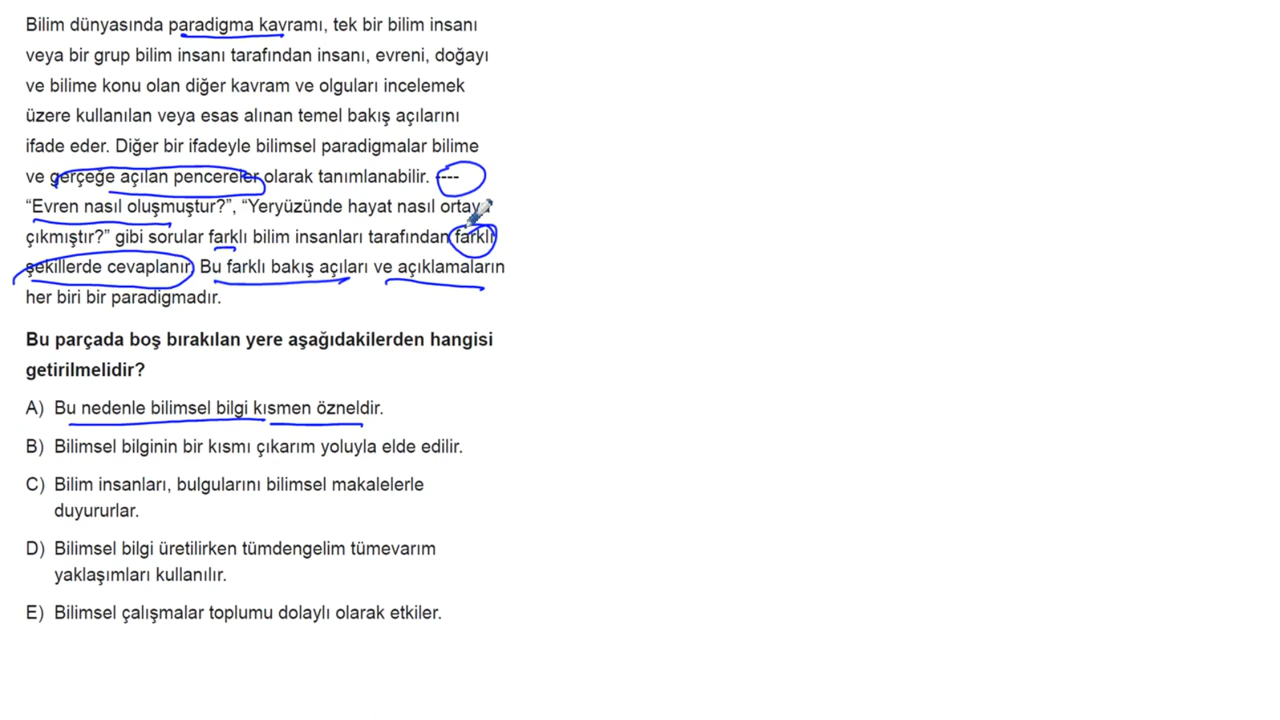 Bilim dünyasında paradigma kavramı, tek bir bilim insanı
veya bir grup bilim insanı tarafından insanı, evreni, doğayı
ve bilime konu olan diğer kavram ve olguları incelemek
üzere kullanılan veya esas alınan temel bakış açılarını
ifade eder. Diğer bir ifadeyle bilimsel paradigmalar bilime
ve gerçeğe açılan pencereler olarak tanımlanabilir. ----
“Evren nasıl oluşmuştur?”, “Yeryüzünde hayat nasıl ortaya
çıkmıştır?” gibi sorular farklı bilim insanları tarafından farklı
şekillerde cevaplanır. Bu farklı bakış açıları ve açıklamaların
her biri bir paradigmadır.
Bu parçada boş bırakılan yere aşağıdakilerden hangisi
getirilmelidir?
A) Bu nedenle bilimsel bilgi kısmen özneldir.
B) Bilimsel bilginin bir kısmı çıkarım yoluyla elde edilir.
C) Bilim insanları, bulgularını bilimsel makalelerle
duyururlar.
D) Bilimsel bilgi üretilirken tümdengelim tümevarım
yaklaşımları kullanılır.
E) Bilimsel çalışmalar toplumu dolaylı olarak etkiler.